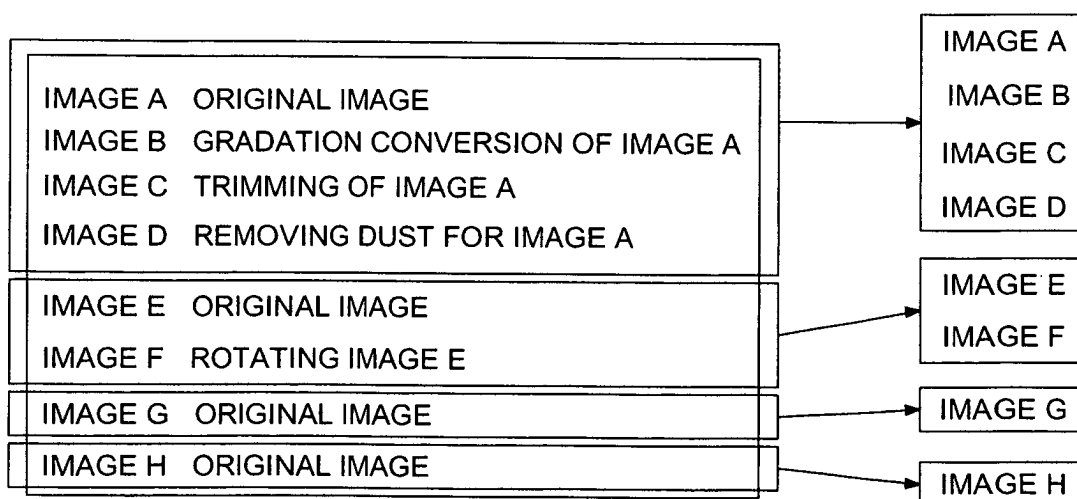 IMAGE A ORIGINAL IMAGE
IMAGE B GRADATION CONVERSION OF IMAGE A
IMAGE C TRIMMING OF IMAGE A
IMAGE D REMOVING DUST FOR IMAGE A
IMAGE E ORIGINAL IMAGE
IMAGE F ROTATING IMAGE E
IMAGE G ORIGINAL IMAGE
IMAGE H ORIGINAL IMAGE
IMAGE A
IMAGE B
IMAGE C
IMAGE D
IMAGE E
IMAGE F
IMAGE G
IMAGE H